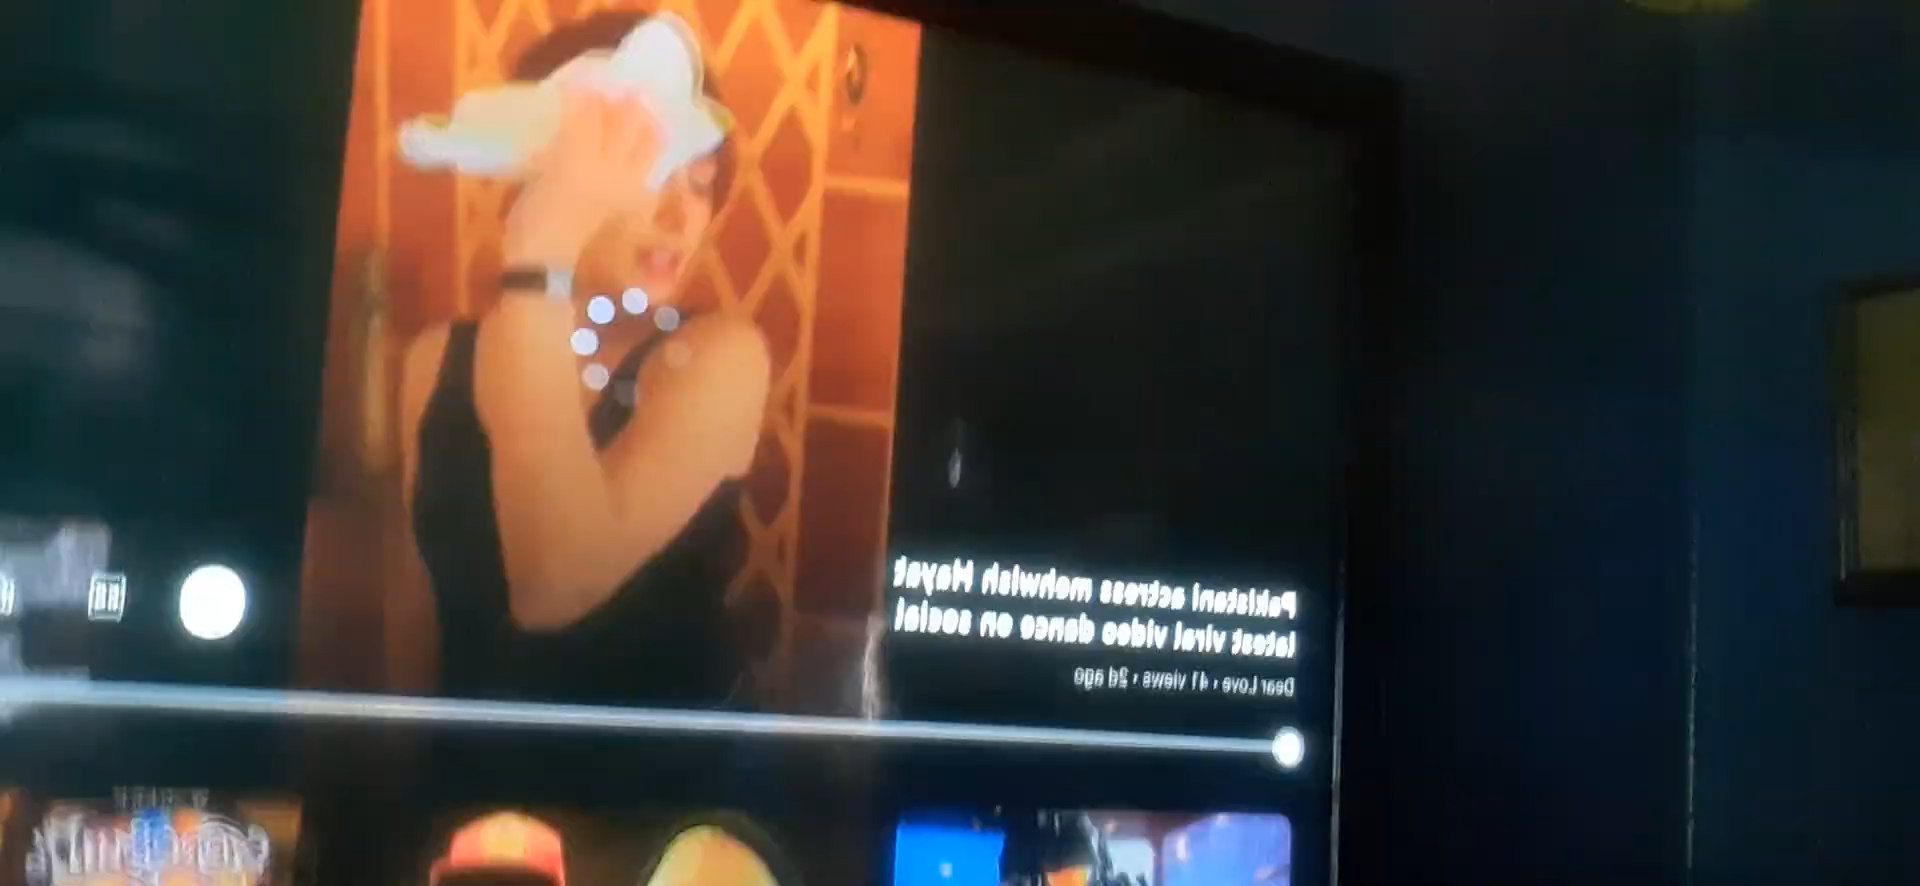 Pakistani actress mehwish Hayat
latest viral video dance on social
Dear Love • 41 views • 2d ago